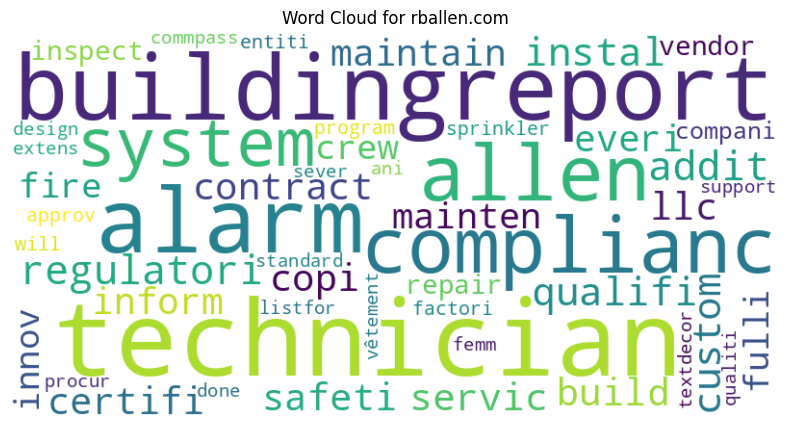 Word Cloud for rballen.com
commpass
entiti
inspect
maintain
instal
vendor
buildingreport
design
extens
system
program
crew
sprinkler
everi
compani
sever
ani
fire
contract
allen
addit
support
approv
will
alarm
mainten
llc
complianc
regulatori
standard
copi
repair
qualifi
inform
listfor
vêtement
factori
technician
femm
innov
procur
certifi
done
safeti
servic
build
textdecor
custom
qualiti
fulli